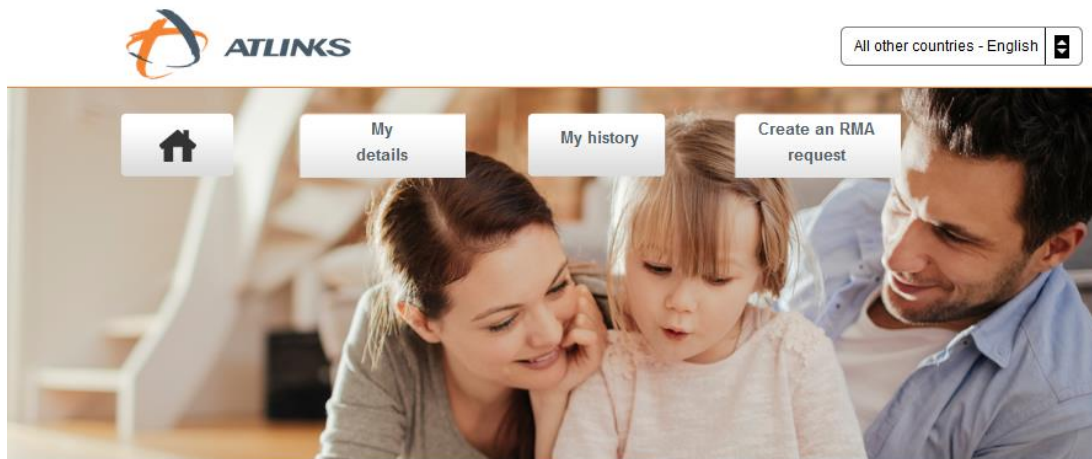 ATLINKS
All other countries - English
My
details
My history
Create an RMA
request